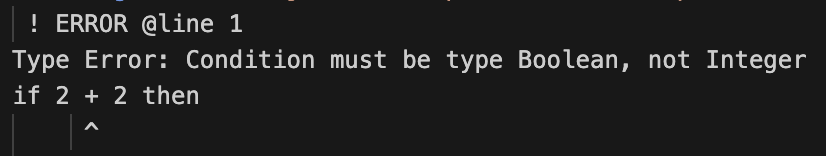 ! ERROR @line 1
Type Error: Condition must be type Boolean, not Integer
if 2 + 2 then
^